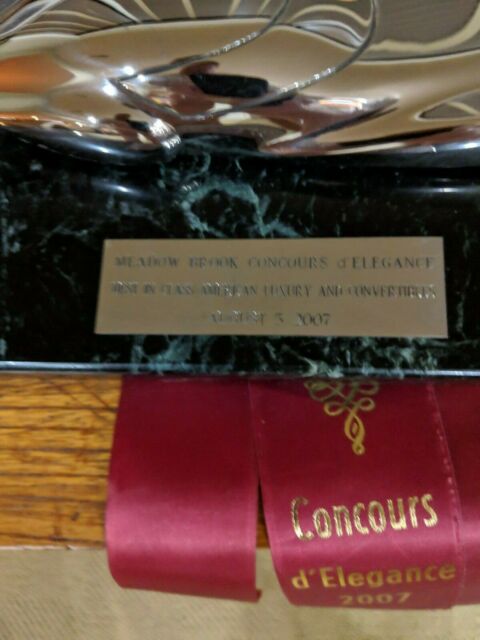 MEADOW BROOK CONCOURS d'ELEGANCE
BEST IN CLASS AMERICAN LUXURY AND CONVERTIBLES
AUGUST 5 2007
Concours
d'Elegance
2007